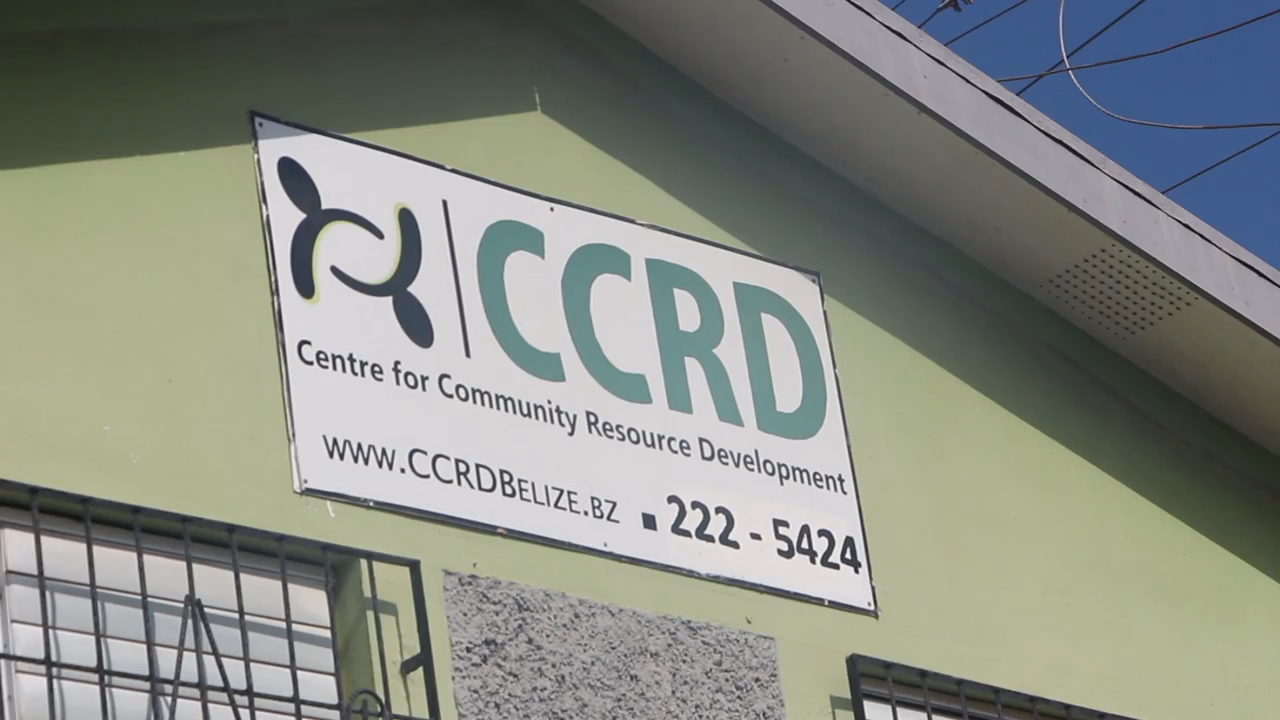 CCRD
Centre for Community Resource Development
www.CCRDBelize.bz ▪ 222 - 5424